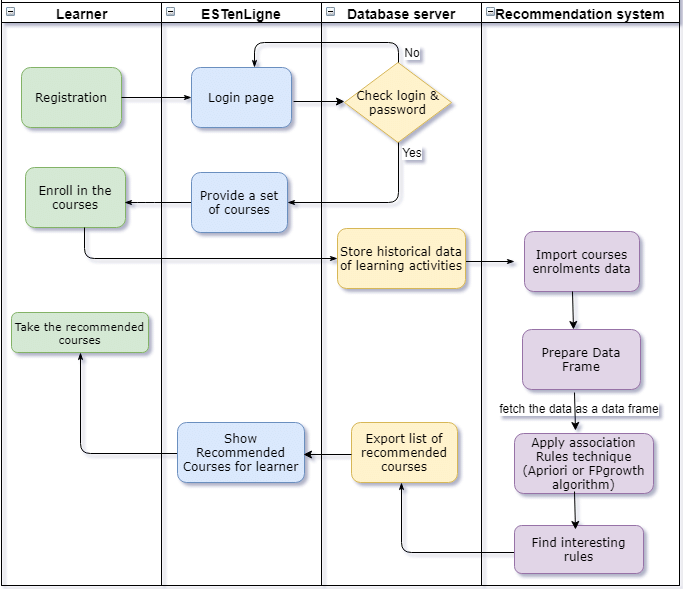 Learner
ESTenLigne
Database server
Recommendation system
No
Registration
Login page
Check login &
password
Yes
Enroll in the
courses
Provide a set
of courses
Store historical data
of learning activities
Import courses
enrolments data
Take the recommended
courses
Prepare Data
Frame
fetch the data as a data frame
Show
Recommended
Courses for learner
Export list of
recommended
courses
Apply association
Rules technique
(Apriori or FPgrowth
algorithm)
Find interesting
rules